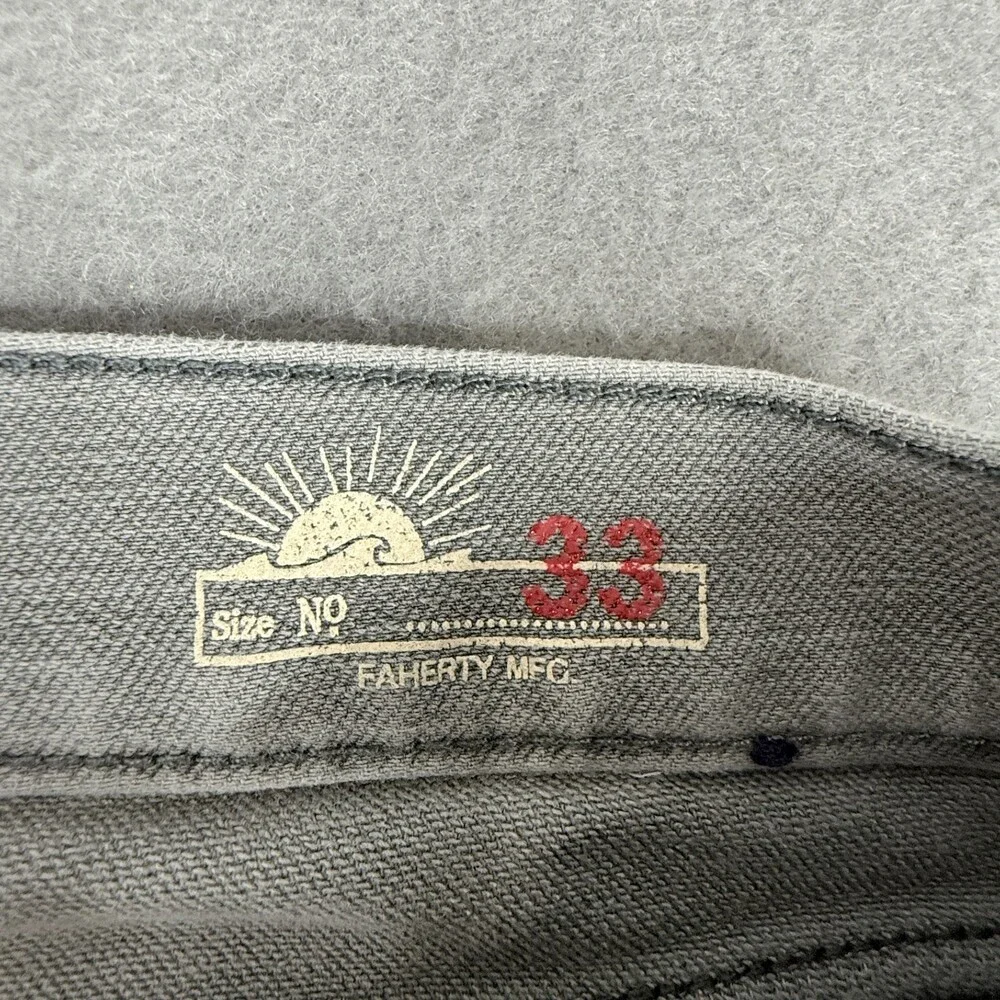 33
Size Nº
FAHERTY MFG.